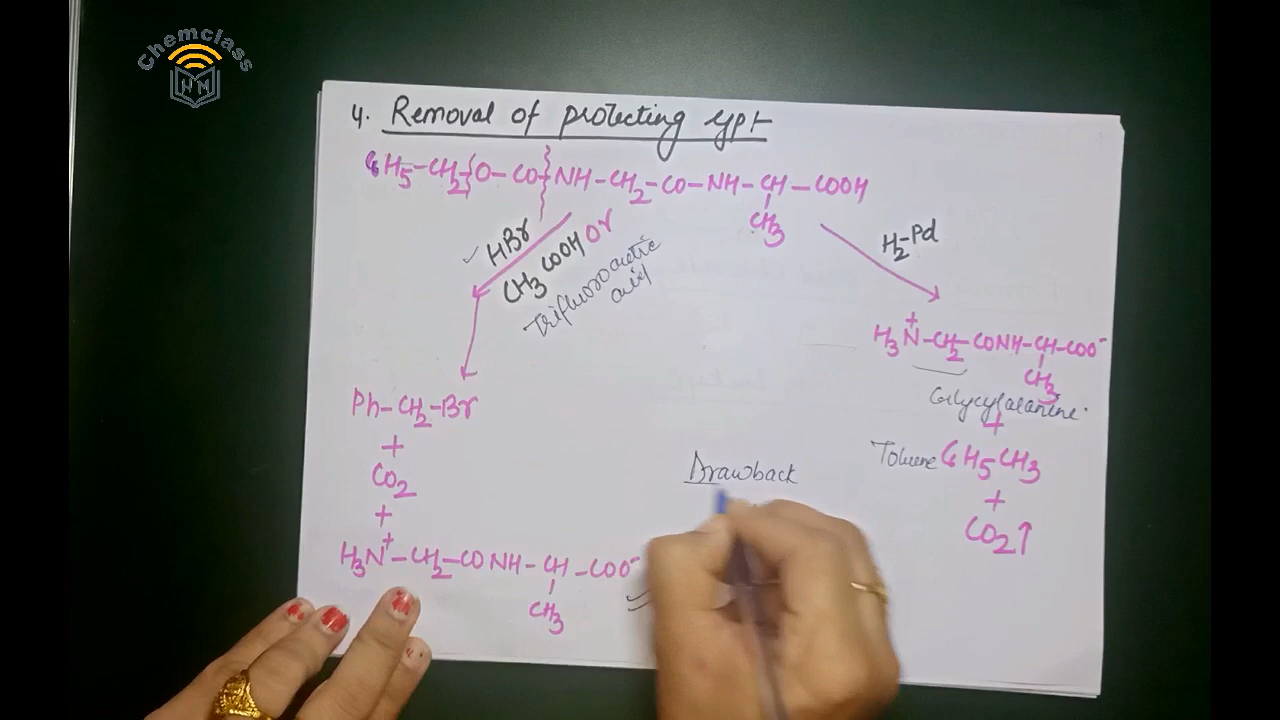 Chemclass
NM
4. Removal of protecting gpt
C6H5-CH2-O-CO-NH-CH2-CO-NH-CH-COOH
CH3
HBr
CH3COOH Or
Trifluoroacetic
acid
H2-Pd
H3N+-CH2-CONH-CH-COO-
CH3
Glycylalanine.
+
Toluene C6H5CH3
+
CO2↑
Ph-CH2-Br
+
CO2
+
H3N+-CH2-CONH-CH-COO-
CH3
Drawback